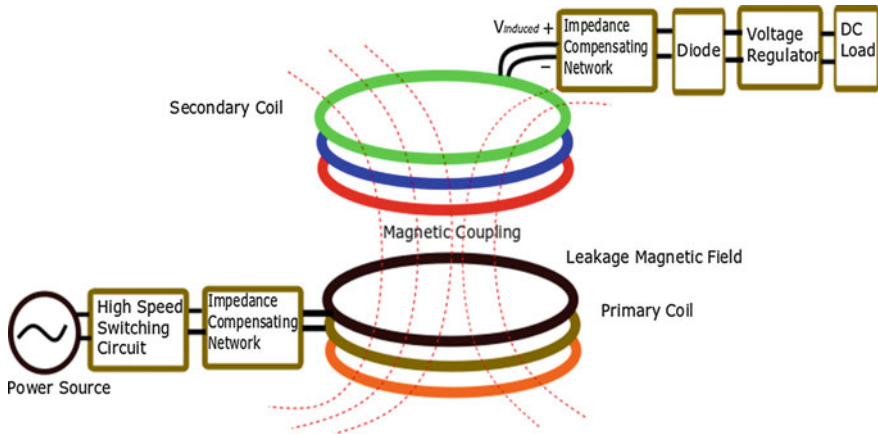 VInduced +
–
Impedance
Compensating
Network
Diode
Voltage
Regulator
DC
Load
Secondary Coil
Magnetic Coupling
Leakage Magnetic Field
Primary Coil
High Speed
Switching
Circuit
Impedance
Compensating
Network
Power Source